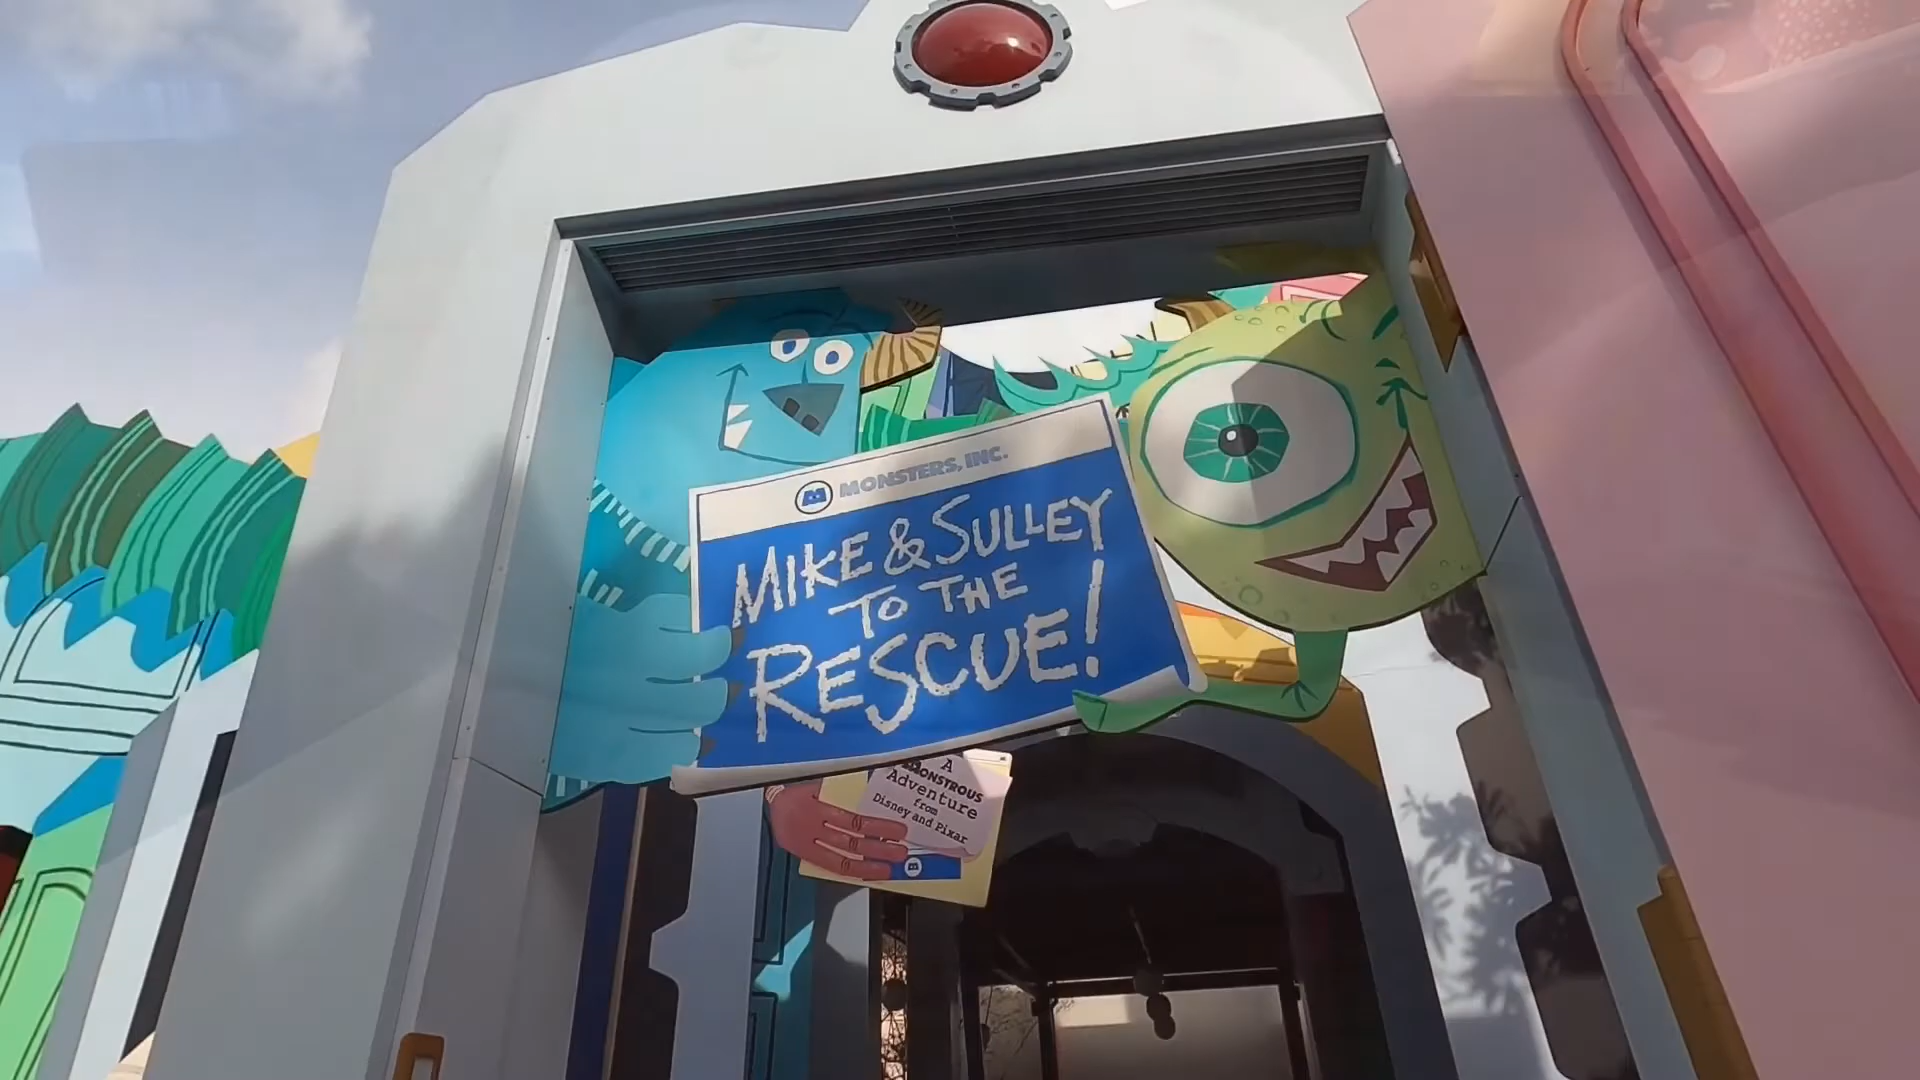 MONSTERS, INC.
MIKE & SULLEY
TO THE
RESCUE!
A
MONSTROUS
Adventure
from
Disney and Pixar